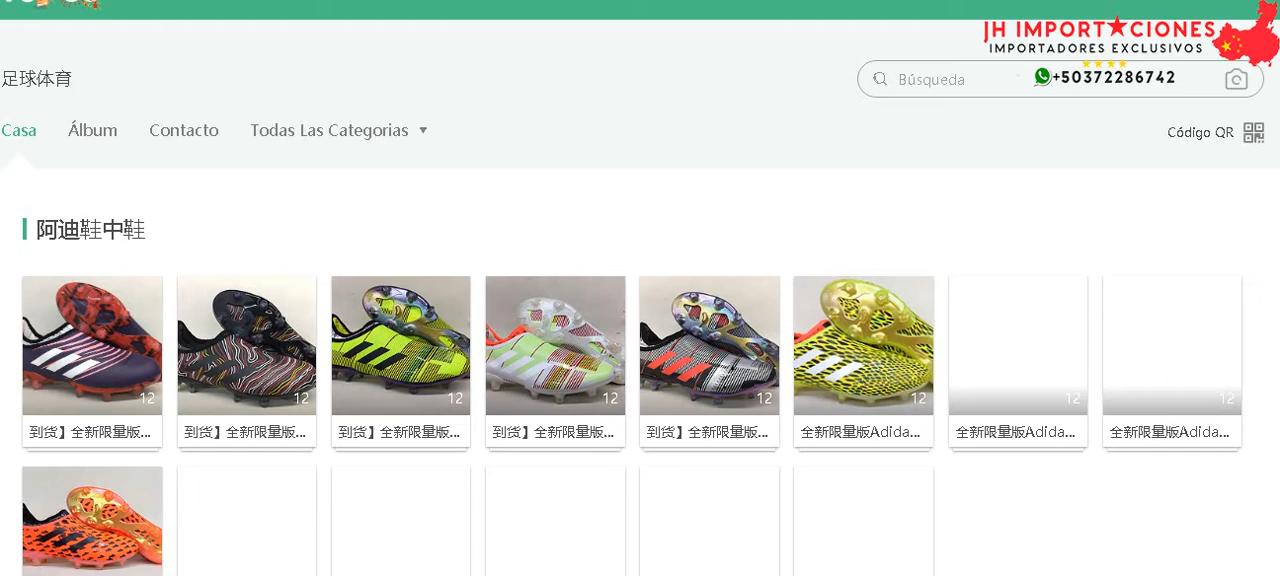 JH IMPORT★CIONES
IMPORTADORES EXCLUSIVOS
足球体育
Búsqueda
+50372286742
Casa
Álbum
Contacto
Todas Las Categorias
Código QR
阿迪鞋中鞋
12
12
12
12
12
12
12
12
到货】全新限量版...
到货】全新限量版...
到货】全新限量版...
到货】全新限量版...
到货】全新限量版...
全新限量版Adida...
全新限量版Adida...
全新限量版Adida...